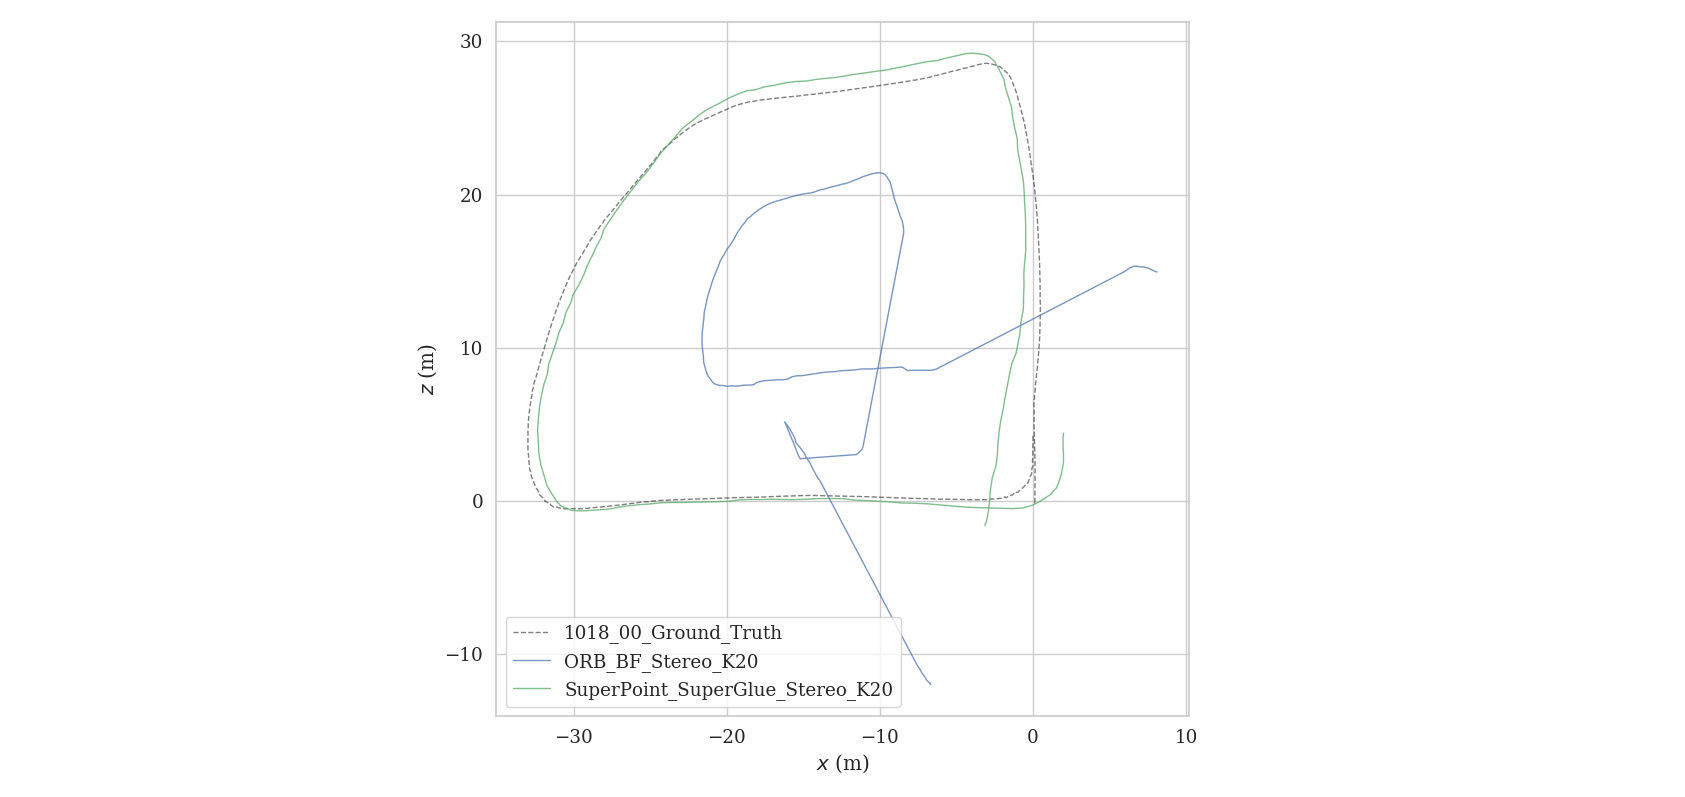 30
20
10
0
−10
z (m)
−30
−20
−10
0
10
x (m)
1018_00_Ground_Truth
ORB_BF_Stereo_K20
SuperPoint_SuperGlue_Stereo_K20